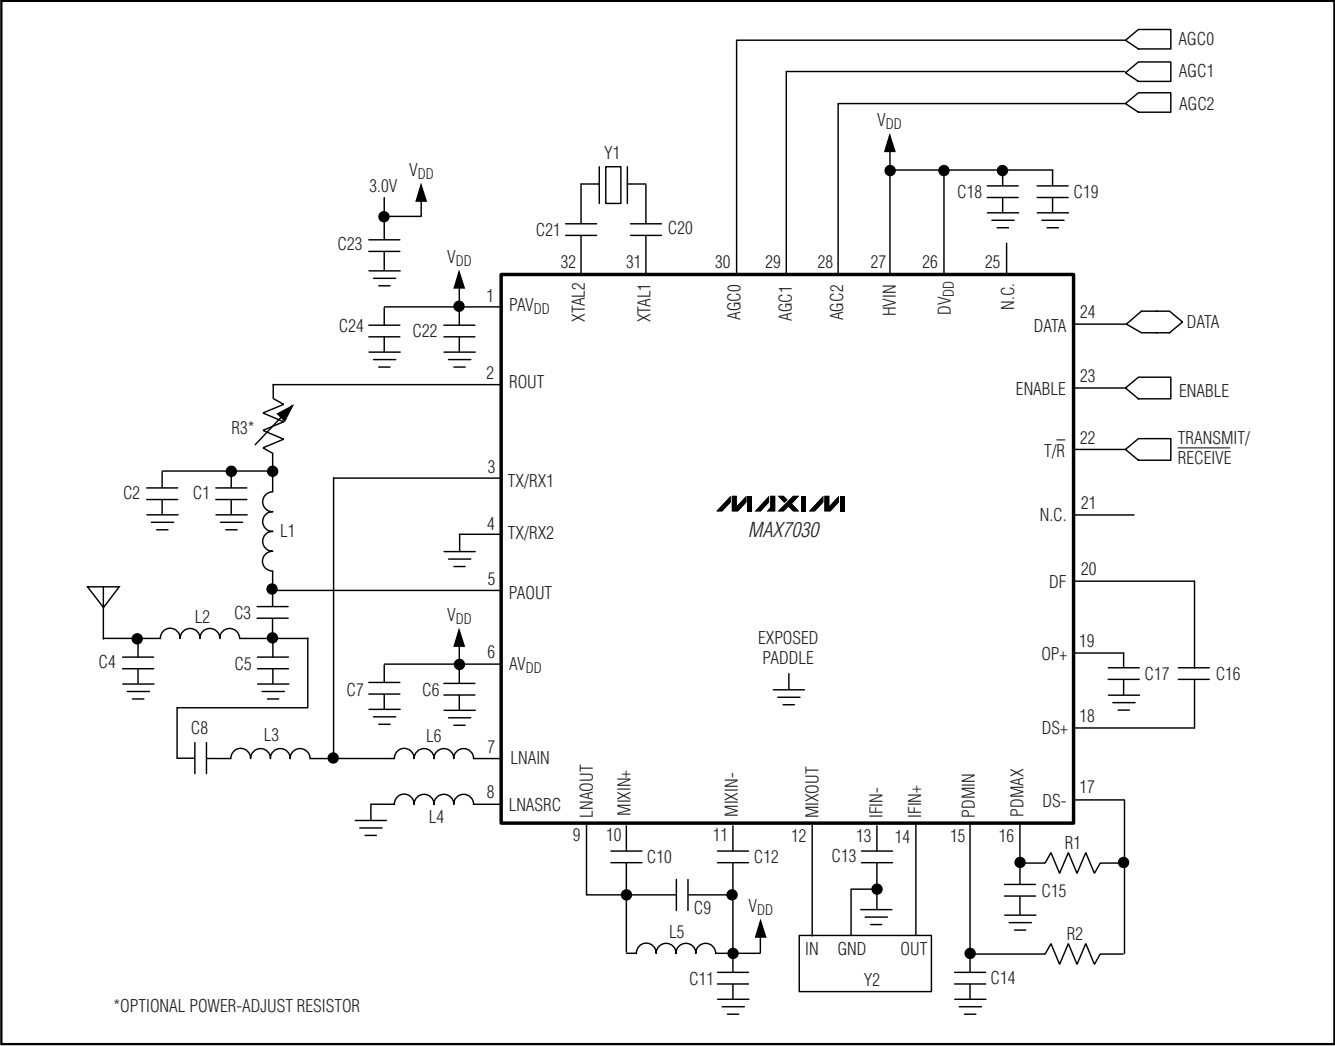 AGC0
AGC1
AGC2
VDD
Y1
3.0V
VDD
C18
C19
C21
C20
C23
VDD
32
31
30
29
28
27
26
25
1
PAVDD
XTAL2
XTAL1
AGC0
AGC1
AGC2
HVIN
DVDD
N.C.
24
DATA
DATA
C24
C22
2
ROUT
23
ENABLE
ENABLE
R3*
22
T/R
TRANSMIT/
RECEIVE
3
TX/RX1
C2
C1
MAXIM
MAX7030
21
N.C.
4
TX/RX2
L1
20
DF
5
PAOUT
C3
L2
VDD
EXPOSED
PADDLE
19
OP+
C4
C5
6
AVDD
C7
C6
C17
C16
18
DS+
C8
L3
L6
7
LNAIN
LNAOUT
MIXIN+
MIXIN-
MIXOUT
IFIN-
IFIN+
PDMIN
PDMAX
17
DS-
8
LNASRC
L4
9
10
11
12
13
14
15
16
C10
C12
C13
R1
C15
C9
VDD
L5
R2
IN
GND
OUT
Y2
C11
C14
*OPTIONAL POWER-ADJUST RESISTOR